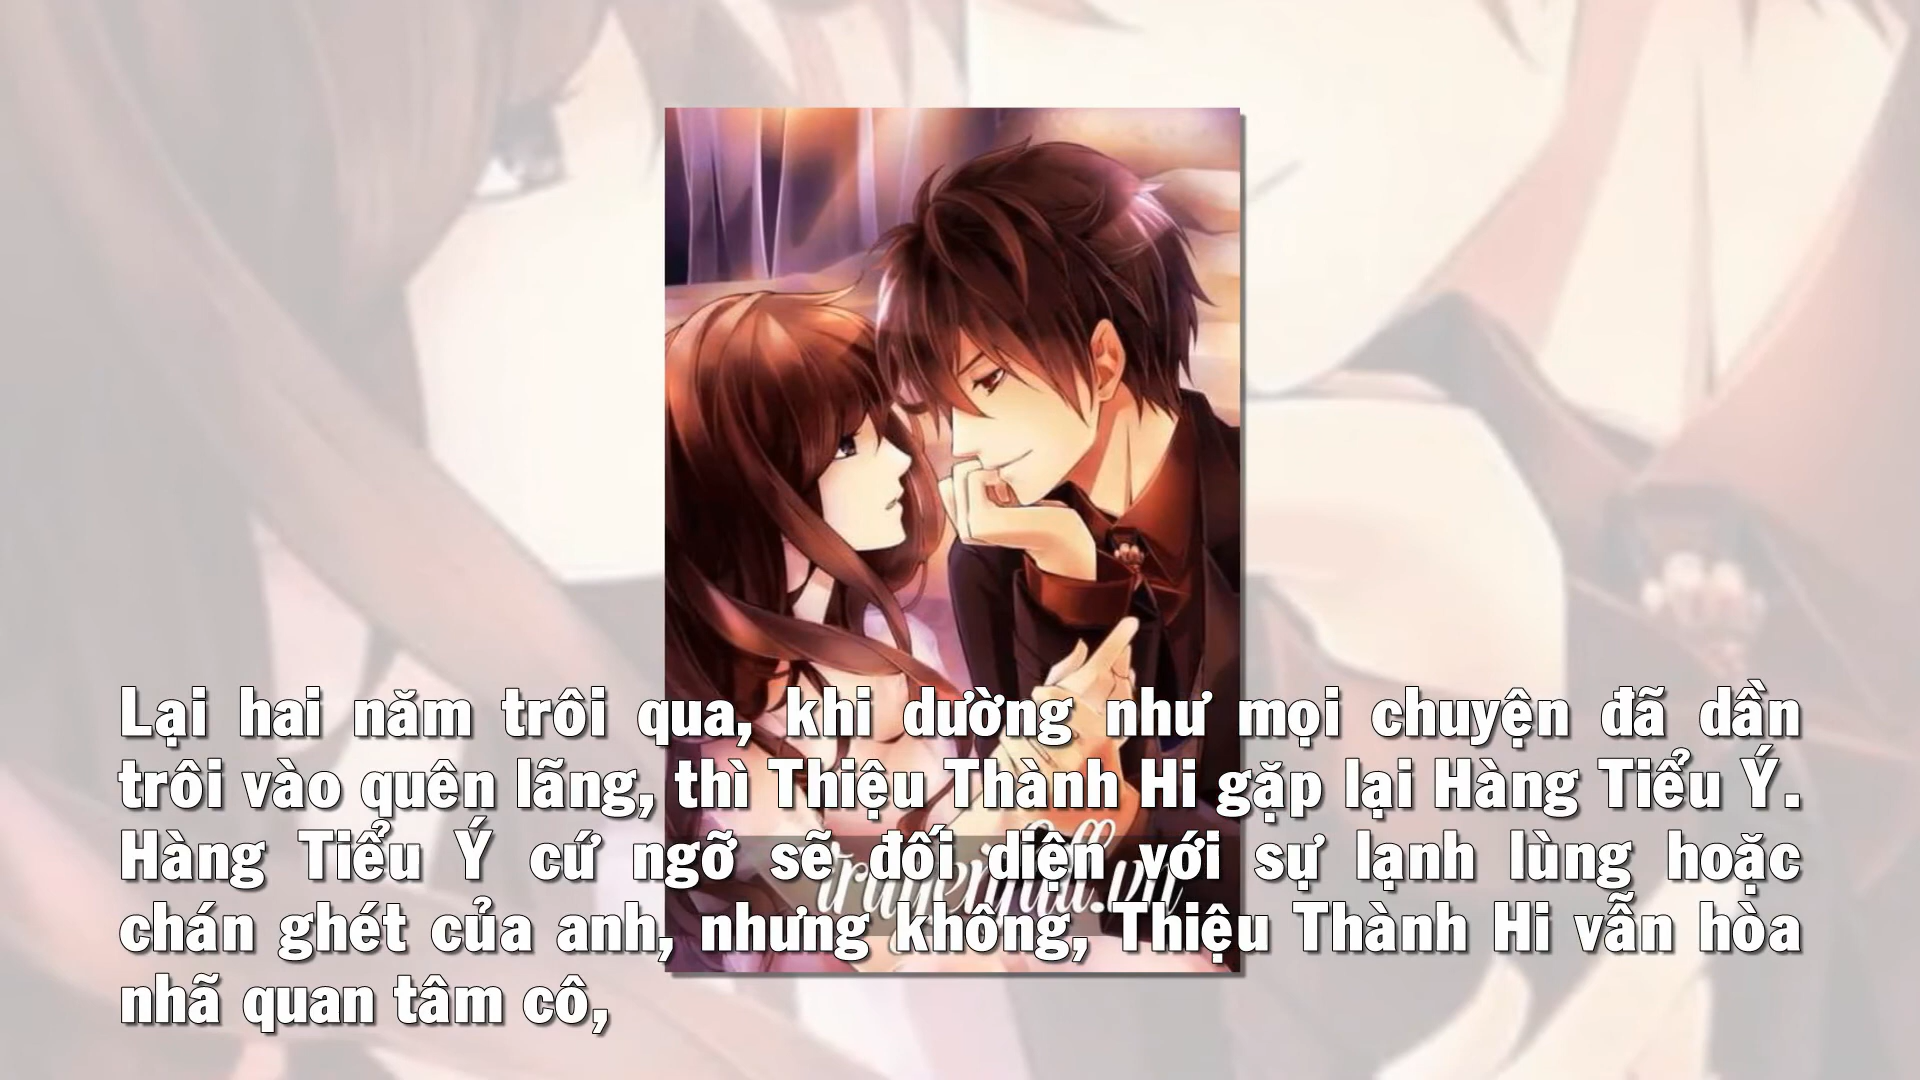 Lại hai năm trôi qua, khi dường như mọi chuyện đã dần
trôi vào quên lãng, thì Thiệu Thành Hi gặp lại Hàng Tiểu Ý.
Hàng Tiểu Ý cứ ngỡ sẽ đối diện với sự lạnh lùng hoặc
truyenfull.vn
chán ghét của anh, nhưng không, Thiệu Thành Hi vẫn hòa
nhã quan tâm cô,